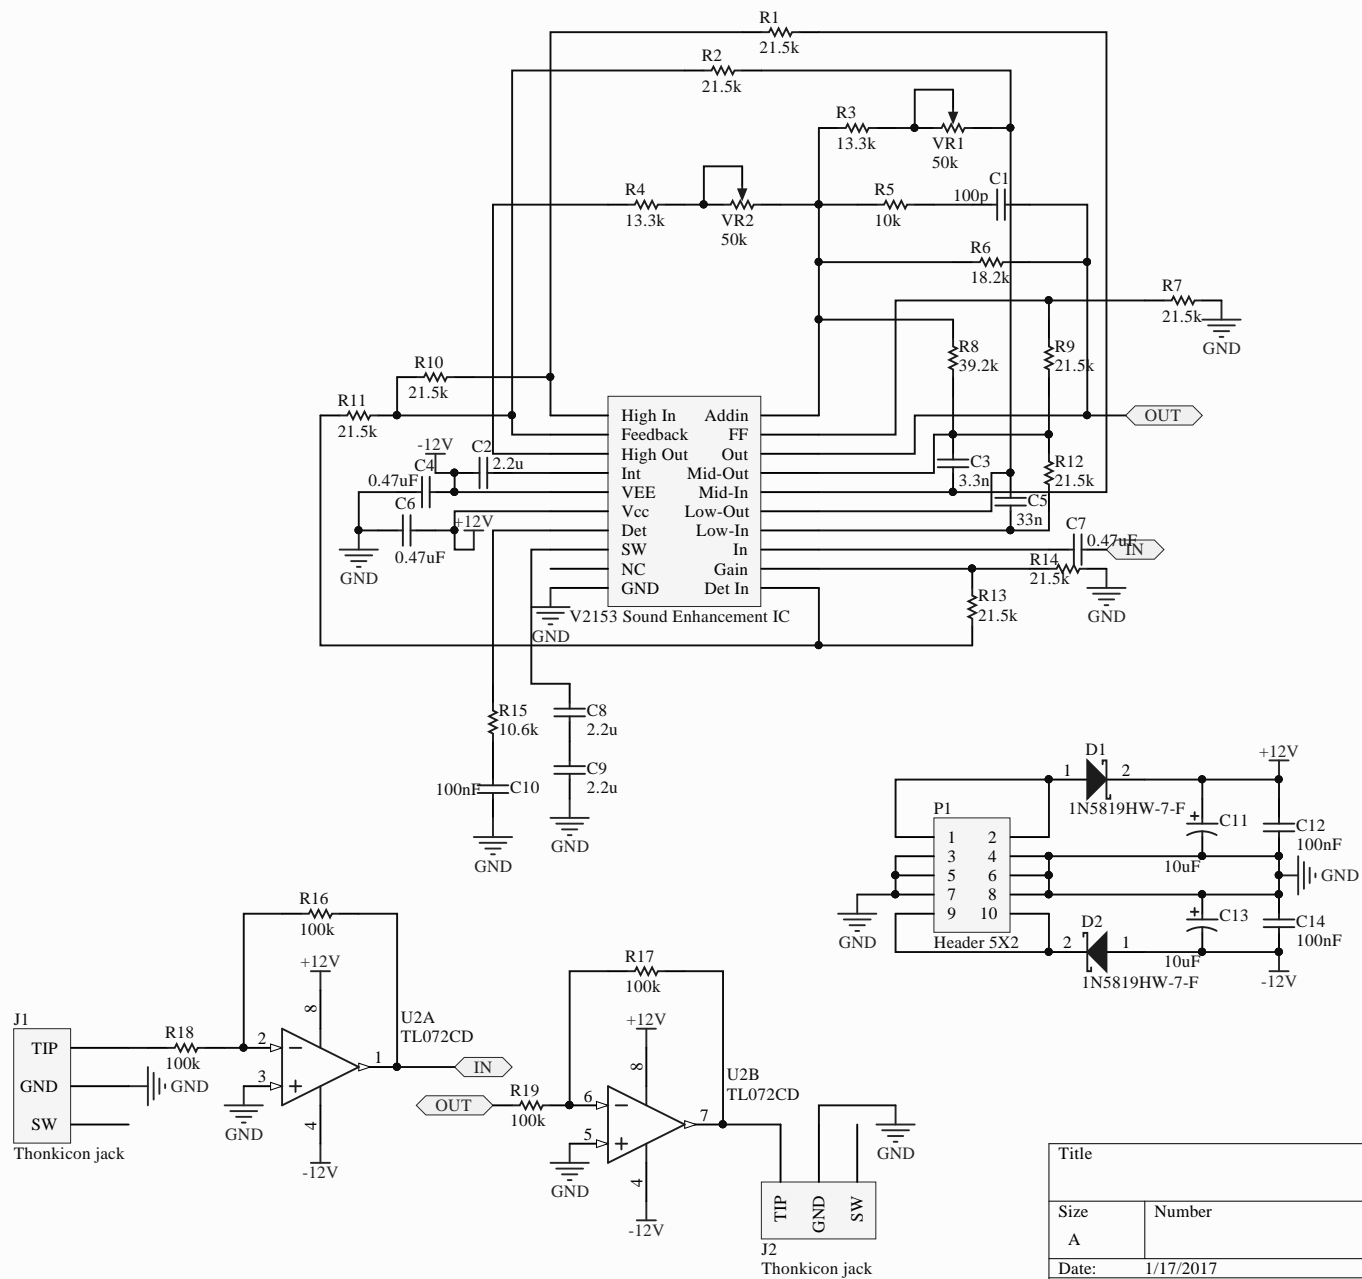 R1
21.5k
R2
21.5k
R3
13.3k
VR1
50k
R4
13.3k
VR2
50k
R5
10k
C1
100p
R6
18.2k
R7
21.5k
GND
R8
39.2k
R9
21.5k
R10
21.5k
R11
21.5k
OUT
-12V
C2
2.2u
C4
0.47uF
C6
0.47uF
+12V
GND
High In
Feedback
High Out
Int
VEE
Vcc
Det
SW
NC
GND
Addin
FF
Out
Mid-Out
Mid-In
Low-Out
Low-In
In
Gain
Det In
V2153 Sound Enhancement IC
GND
C3
3.3n
R12
21.5k
C5
33n
C7
0.47uF
IN
R14
21.5k
GND
R13
21.5k
R15
10.6k
100nF
C10
GND
C8
2.2u
C9
2.2u
GND
P1
1 2
3 4
5 6
7 8
9 10
Header 5X2
GND
D1
1 2
1N5819HW-7-F
+12V
+
C11
10uF
C12
100nF
GND
D2
2 1
1N5819HW-7-F
+
C13
10uF
C14
100nF
-12V
R16
100k
+12V
8
U2A
TL072CD
J1
TIP
GND
SW
Thonkicon jack
GND
R18
100k
2
3
1
4
GND
-12V
IN
R17
100k
+12V
8
U2B
TL072CD
OUT
R19
100k
6
5
7
4
GND
-12V
GND
TIP
GND
SW
J2
Thonkicon jack
Title
Size
A
Number
Date: 1/17/2017